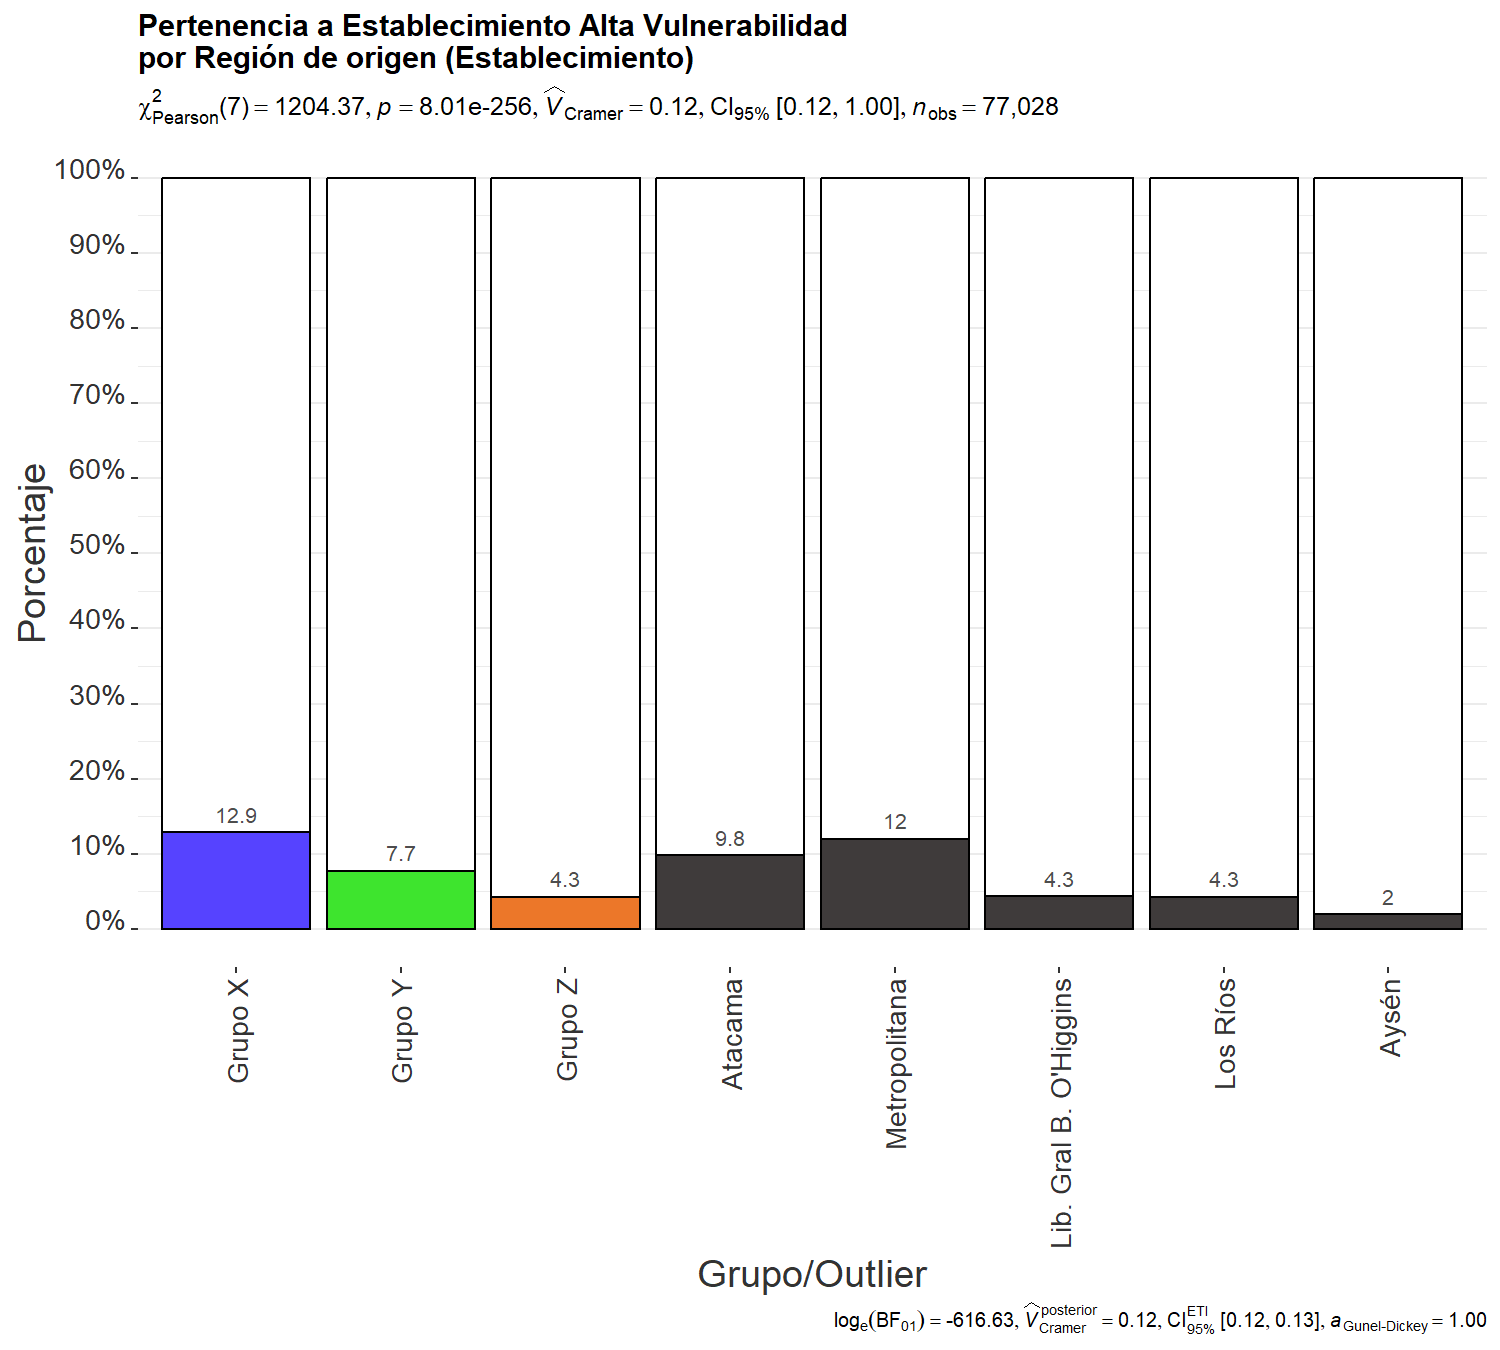 Pertenencia a Establecimiento Alta Vulnerabilidad
por Región de origen (Establecimiento)
χ²Pearson(7) = 1204.37, p = 8.01e-256, V̂Cramer = 0.12, CI95% [0.12, 1.00], nobs = 77,028
100%
90%
80%
70%
60%
50%
40%
30%
20%
10%
0%
Porcentaje
12.9
7.7
4.3
9.8
12
4.3
4.3
2
Grupo X
Grupo Y
Grupo Z
Atacama
Metropolitana
Lib. Gral B. O'Higgins
Los Ríos
Aysén
Grupo/Outlier
loge(BF01) = -616.63, V̂posteriorCramer = 0.12, CIETI95% [0.12, 0.13], aGunel-Dickey = 1.00